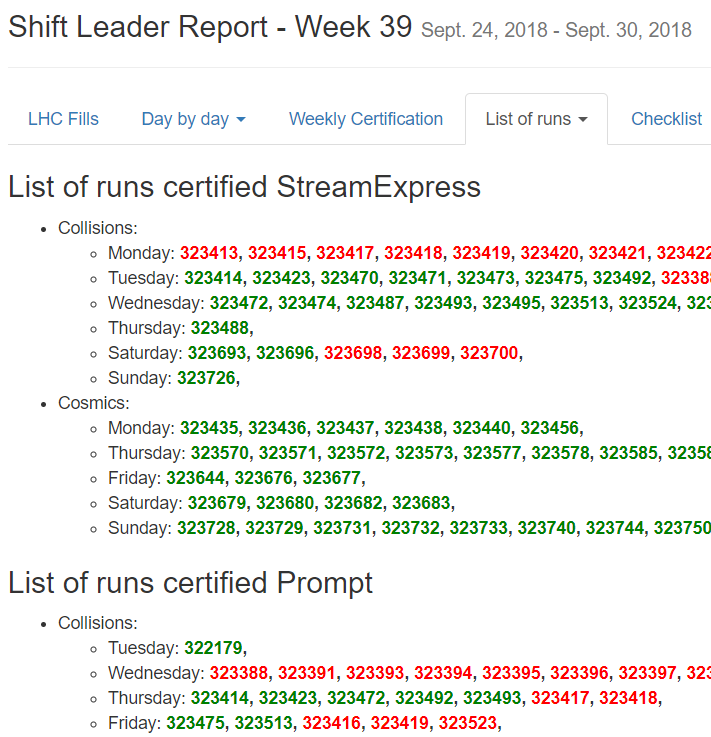 Shift Leader Report - Week 39 Sept. 24, 2018 - Sept. 30, 2018
LHC Fills Day by day Weekly Certification List of runs Checklist
List of runs certified StreamExpress
Collisions:
Monday: 323413, 323415, 323417, 323418, 323419, 323420, 323421, 323422
Tuesday: 323414, 323423, 323470, 323471, 323473, 323475, 323492, 323388
Wednesday: 323472, 323474, 323487, 323493, 323495, 323513, 323524, 323
Thursday: 323488,
Saturday: 323693, 323696, 323698, 323699, 323700,
Sunday: 323726,
Cosmics:
Monday: 323435, 323436, 323437, 323438, 323440, 323456,
Thursday: 323570, 323571, 323572, 323573, 323577, 323578, 323585, 32358
Friday: 323644, 323676, 323677,
Saturday: 323679, 323680, 323682, 323683,
Sunday: 323728, 323729, 323731, 323732, 323733, 323740, 323744, 323750
List of runs certified Prompt
Collisions:
Tuesday: 322179,
Wednesday: 323388, 323391, 323393, 323394, 323395, 323396, 323397, 323
Thursday: 323414, 323423, 323472, 323492, 323493, 323417, 323418,
Friday: 323475, 323513, 323416, 323419, 323523,